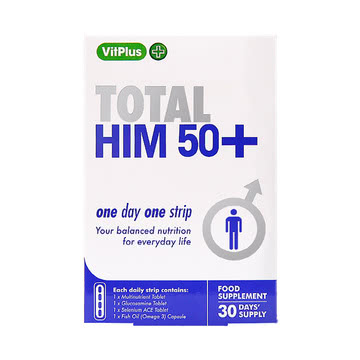 VitPlus
TOTAL
HIM 50+
one day one strip
Your balanced nutrition
for everyday life
Each daily strip contains:
1 x Multinutrient Tablet
1 x Glucosamine Tablet
1 x Selenium ACE Tablet
1 x Fish Oil (Omega 3) Capsule
FOOD
SUPPLEMENT
30 DAYS'
SUPPLY